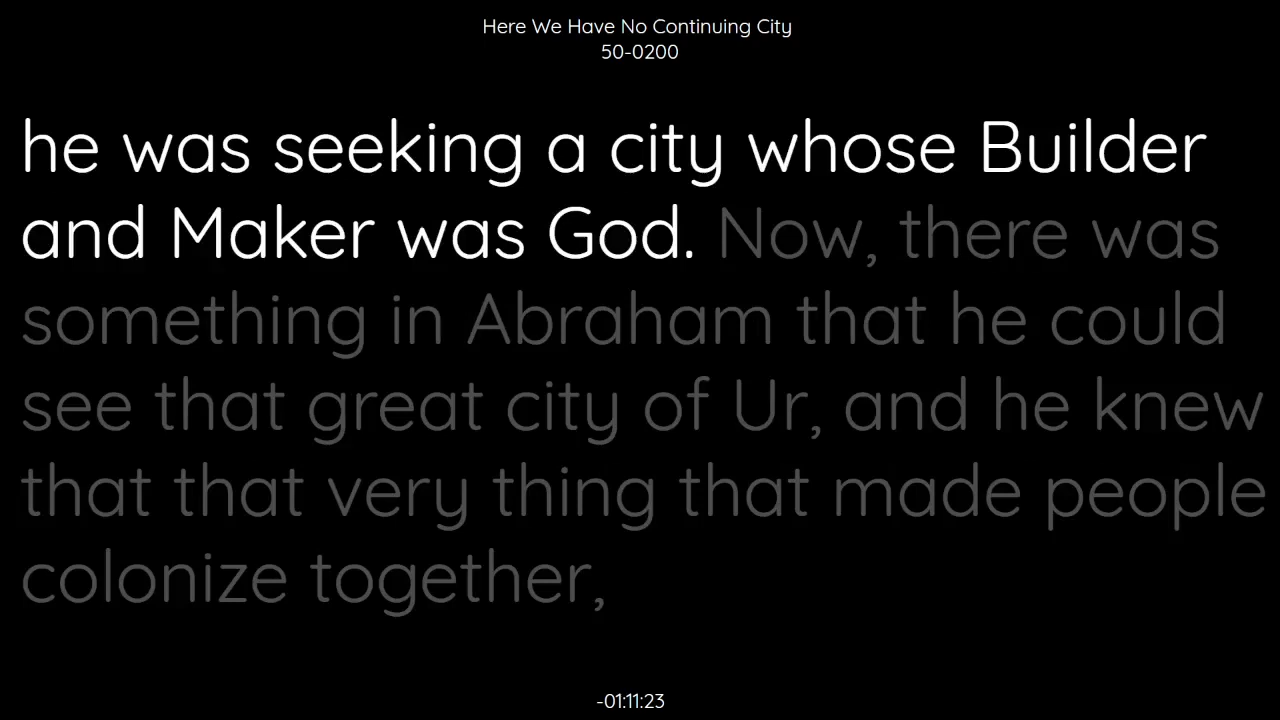 Here We Have No Continuing City
50-0200
he was seeking a city whose Builder
and Maker was God. Now, there was
something in Abraham that he could
see that great city of Ur, and he knew
that that very thing that made people
colonize together,
-01:11:23